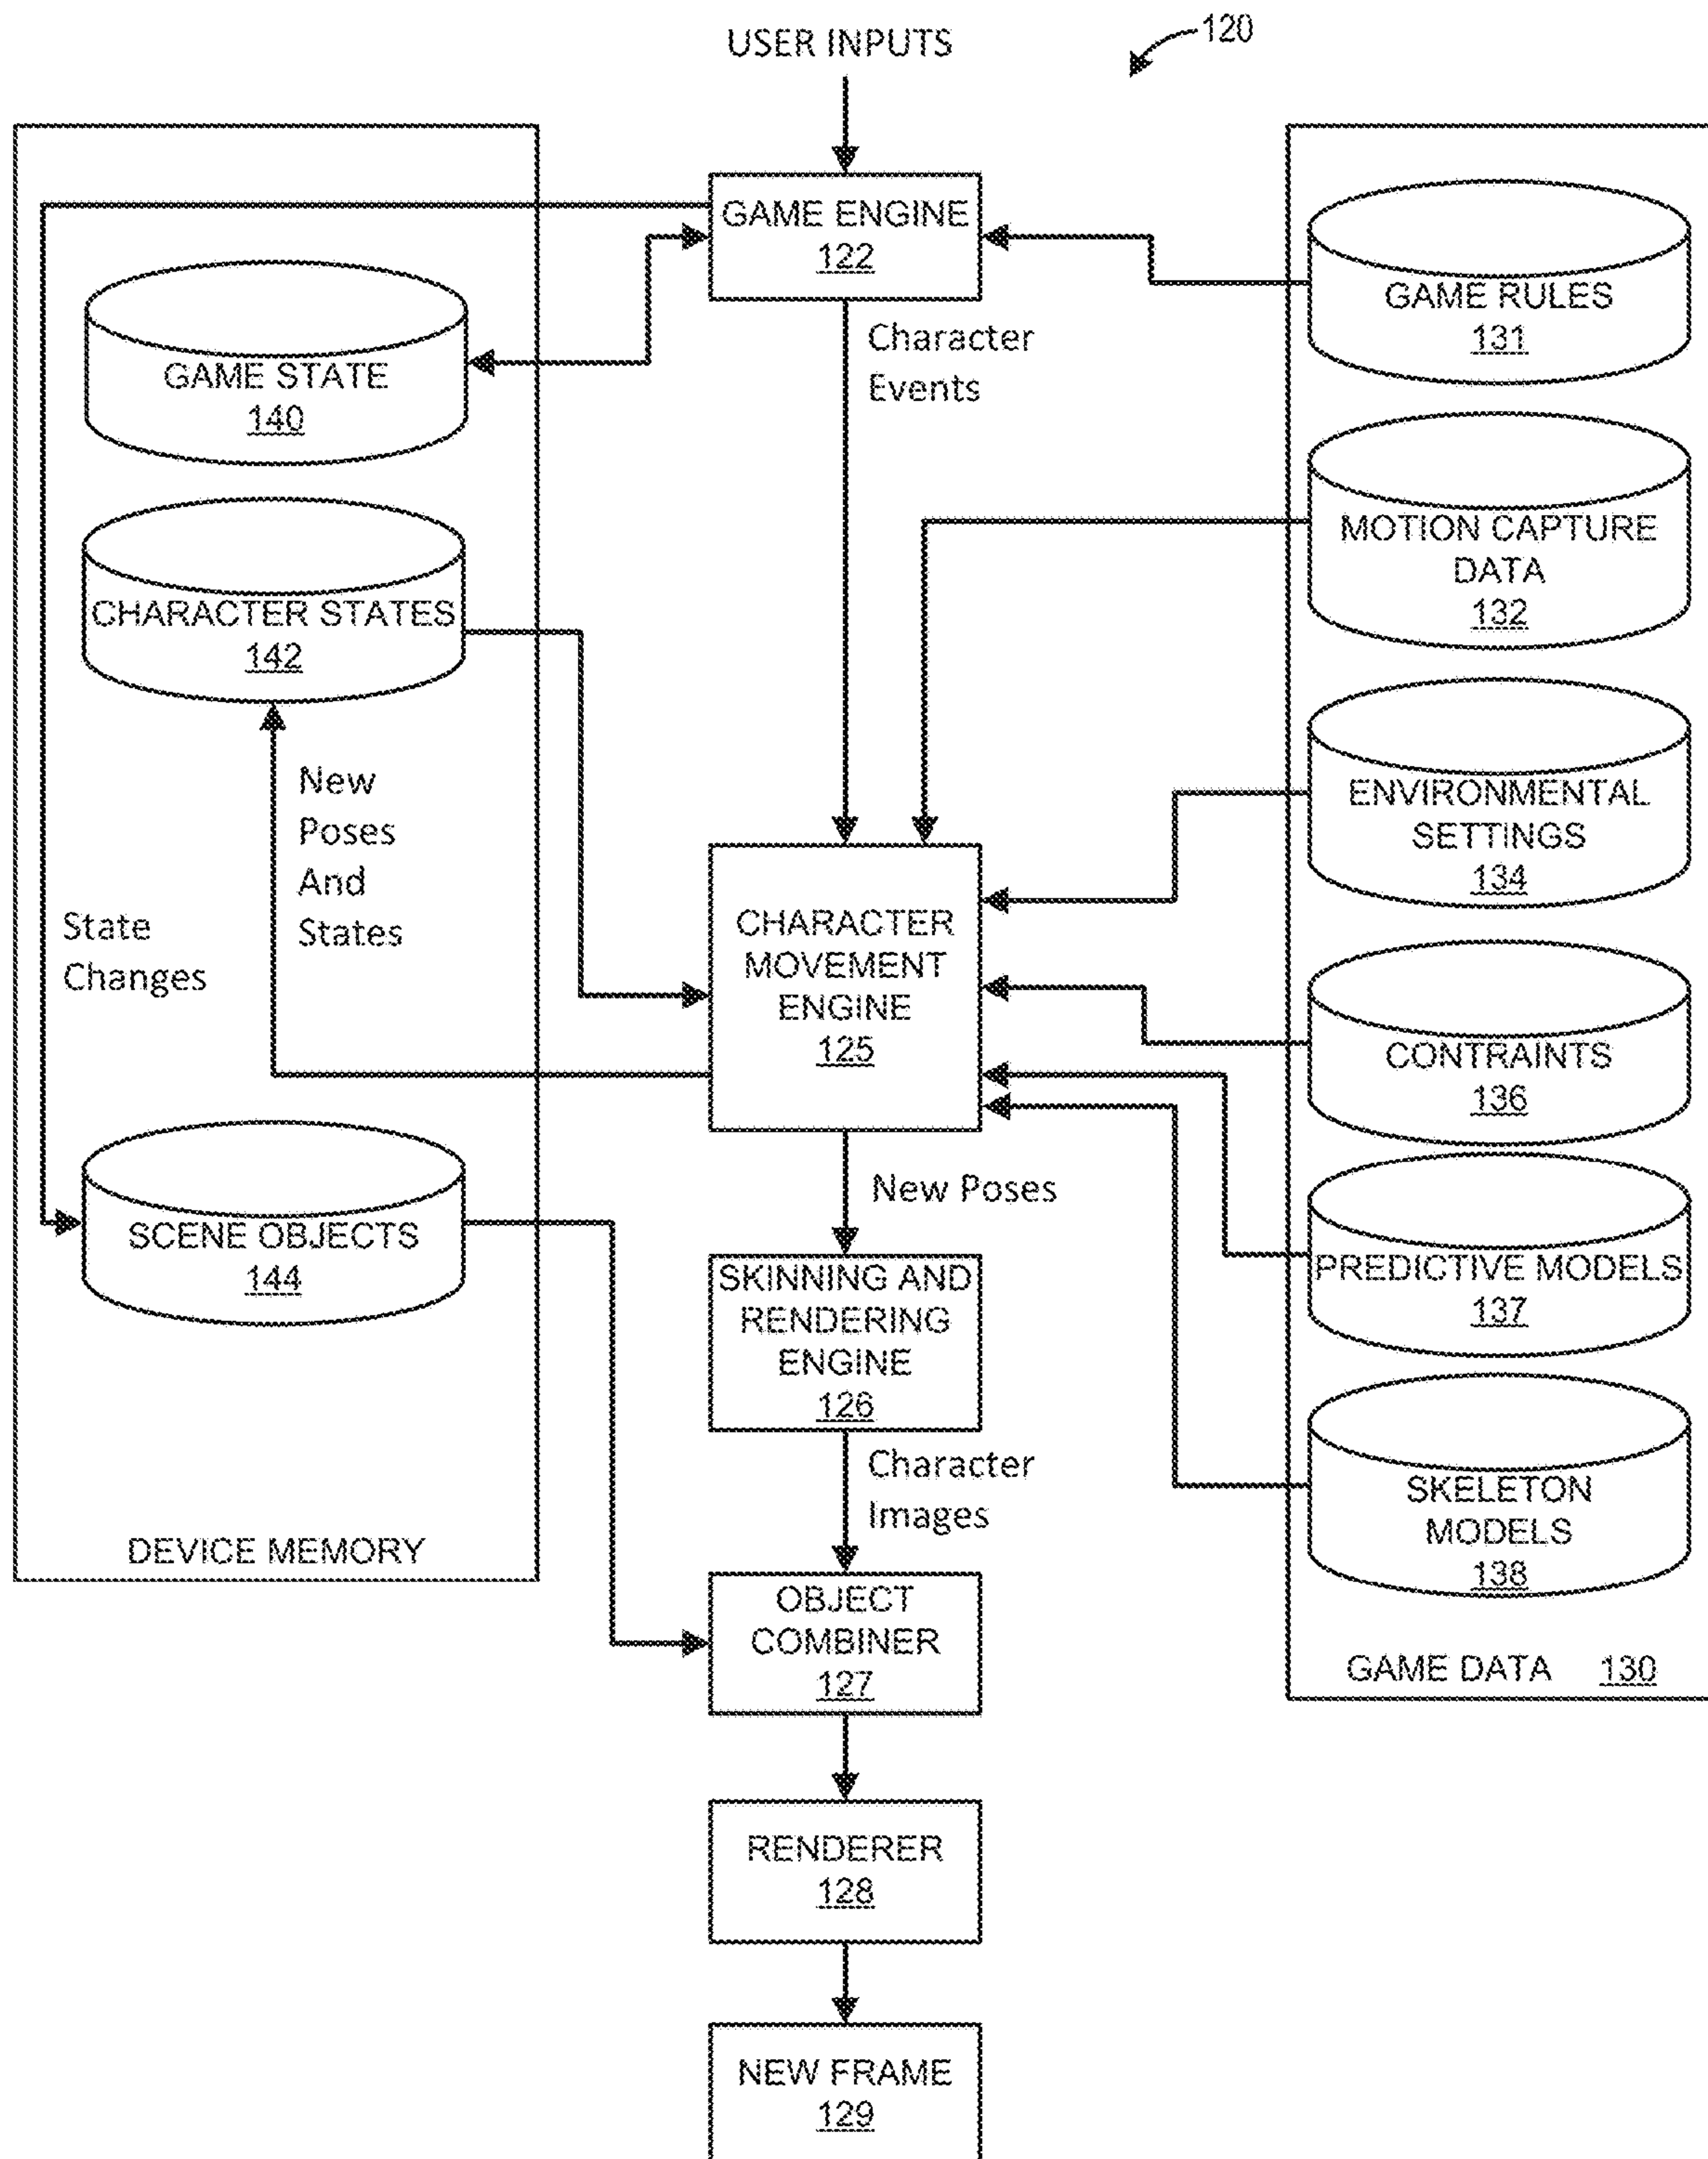 USER INPUTS
120
GAME ENGINE
122
Character
Events
GAME STATE
140
CHARACTER STATES
142
New
Poses
And
States
State
Changes
SCENE OBJECTS
144
DEVICE MEMORY
CHARACTER
MOVEMENT
ENGINE
125
New Poses
SKINNING AND
RENDERING
ENGINE
126
Character
Images
OBJECT
COMBINER
127
RENDERER
128
NEW FRAME
129
GAME RULES
131
MOTION CAPTURE
DATA
132
ENVIRONMENTAL
SETTINGS
134
CONTRAINTS
136
PREDICTIVE MODELS
137
SKELETON
MODELS
138
GAME DATA 130